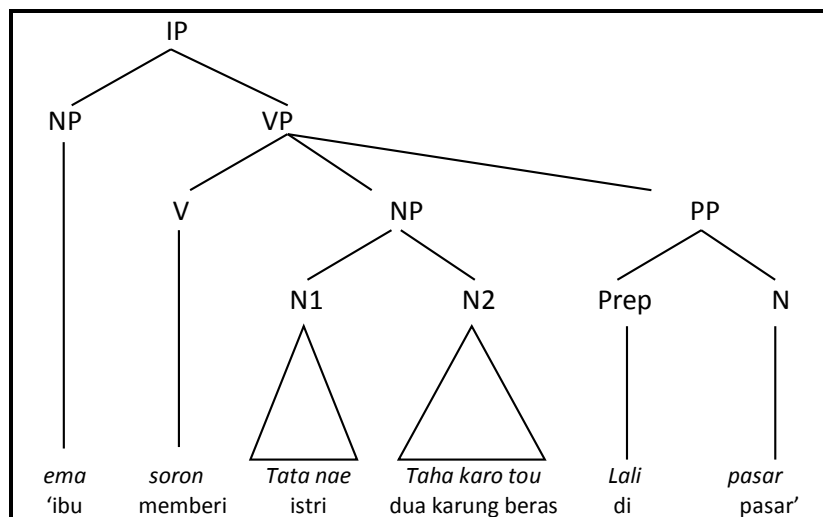 IP
NP VP
V NP PP
N1 N2 Prep N
ema soron Tata nae Taha karo tou Lali pasar
‘ibu memberi istri dua karung beras di pasar’